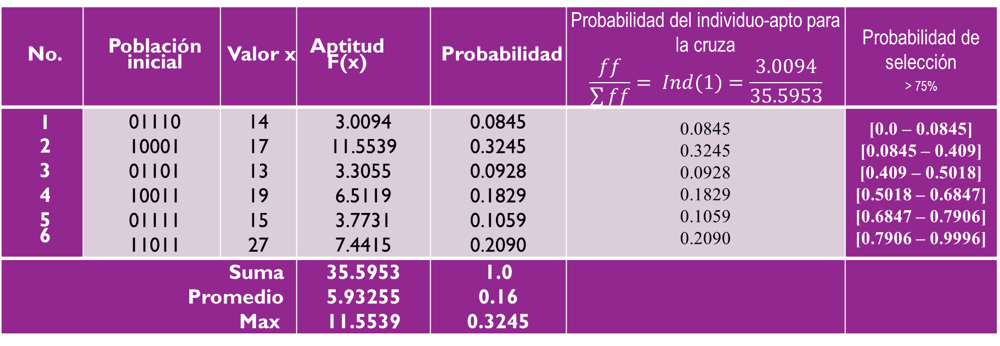 No.
Población
inicial
Valor x
Aptitud
F(x)
Probabilidad
Probabilidad del individuo-apto para
la cruza
ff/∑ff = Ind(1) = 3.0094/35.5953
Probabilidad de
selección
> 75%
1 01110 14 3.0094 0.0845 0.0845 [0.0 – 0.0845]
2 10001 17 11.5539 0.3245 0.3245 [0.0845 – 0.409]
3 01101 13 3.3055 0.0928 0.0928 [0.409 – 0.5018]
4 10011 19 6.5119 0.1829 0.1829 [0.5018 – 0.6847]
5 01111 15 3.7731 0.1059 0.1059 [0.6847 – 0.7906]
6 11011 27 7.4415 0.2090 0.2090 [0.7906 – 0.9996]
Suma 35.5953 1.0
Promedio 5.93255 0.16
Max 11.5539 0.3245